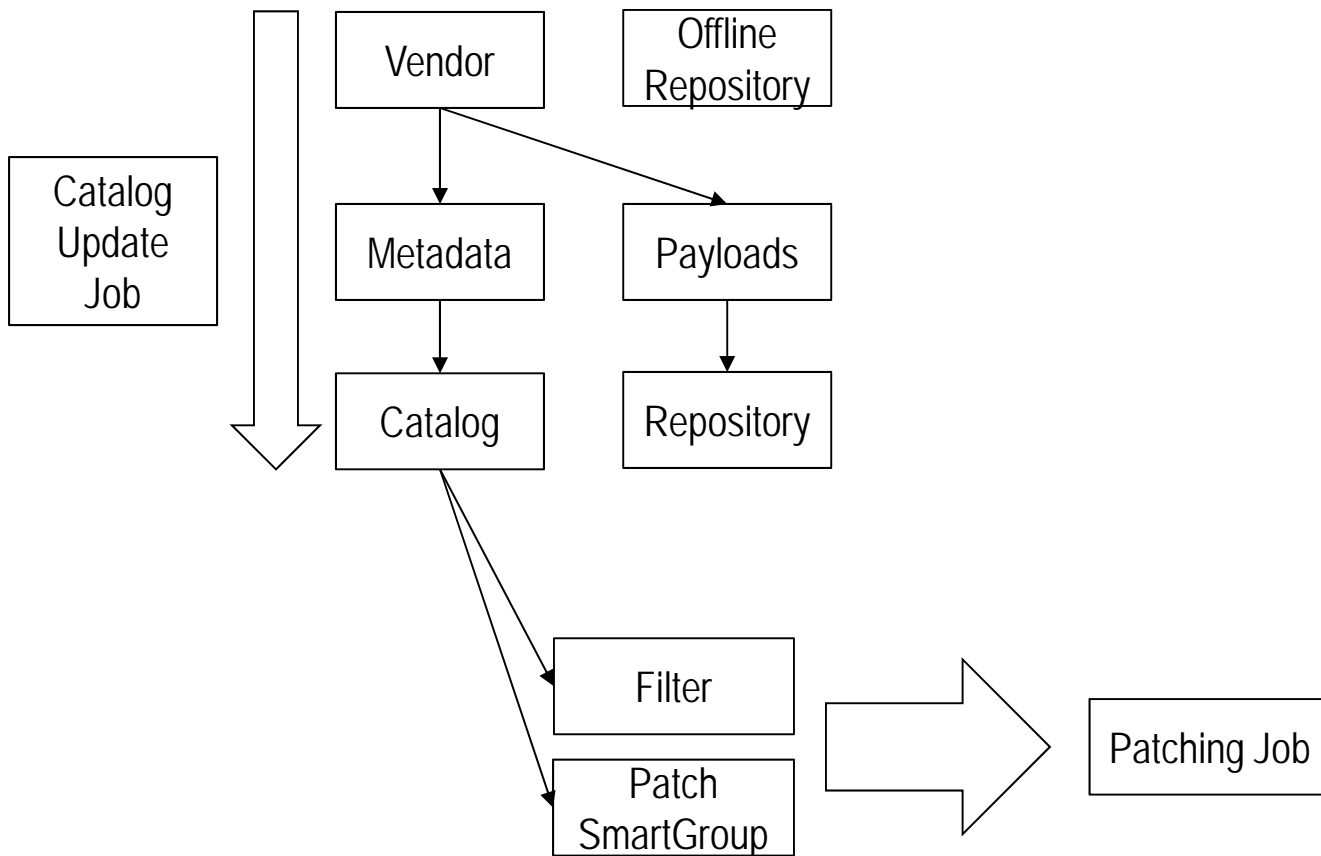 Vendor
Offline
Repository
Catalog
Update
Job
Metadata
Payloads
Catalog
Repository
Filter
Patching Job
Patch
SmartGroup